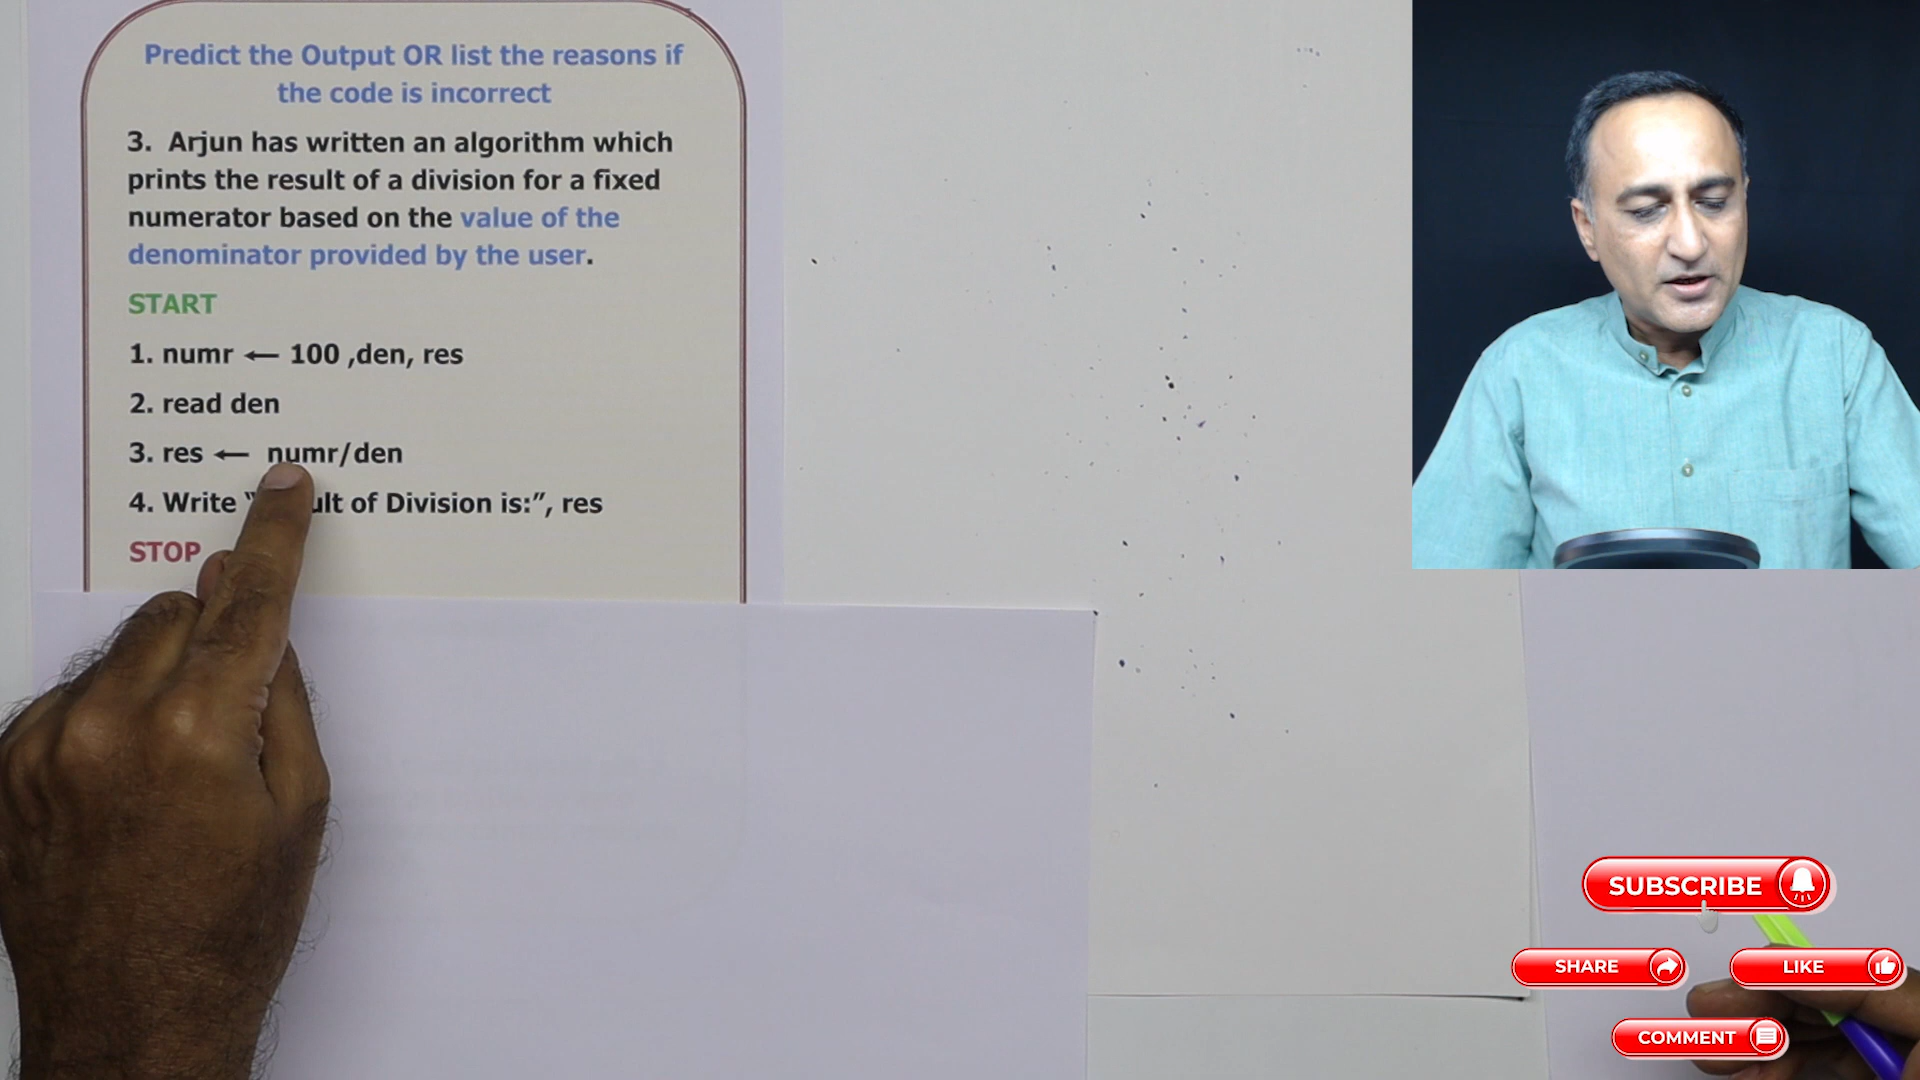 Predict the Output OR list the reasons if
the code is incorrect
3. Arjun has written an algorithm which
prints the result of a division for a fixed
numerator based on the value of the
denominator provided by the user.
START
1. numr ← 100 ,den, res
2. read den
3. res ← numr/den
4. Write “ ult of Division is:”, res
STOP
SUBSCRIBE
SHARE
LIKE
COMMENT